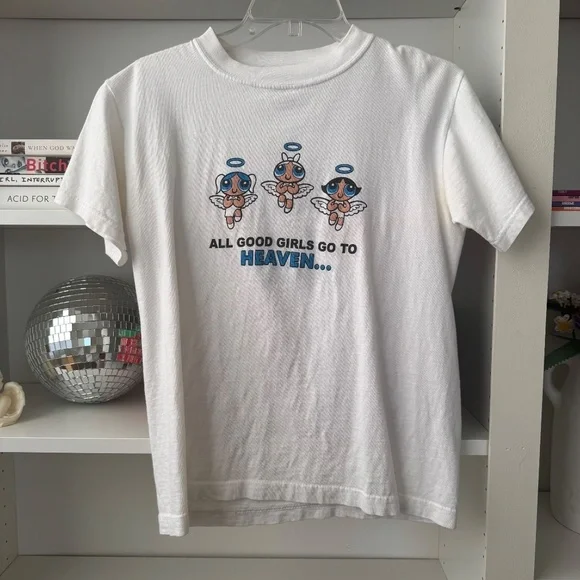 ALL GOOD GIRLS GO TO
HEAVEN...
WHEN GOD WA
Bitch
RL, INTERRUPT
ACID FOR T